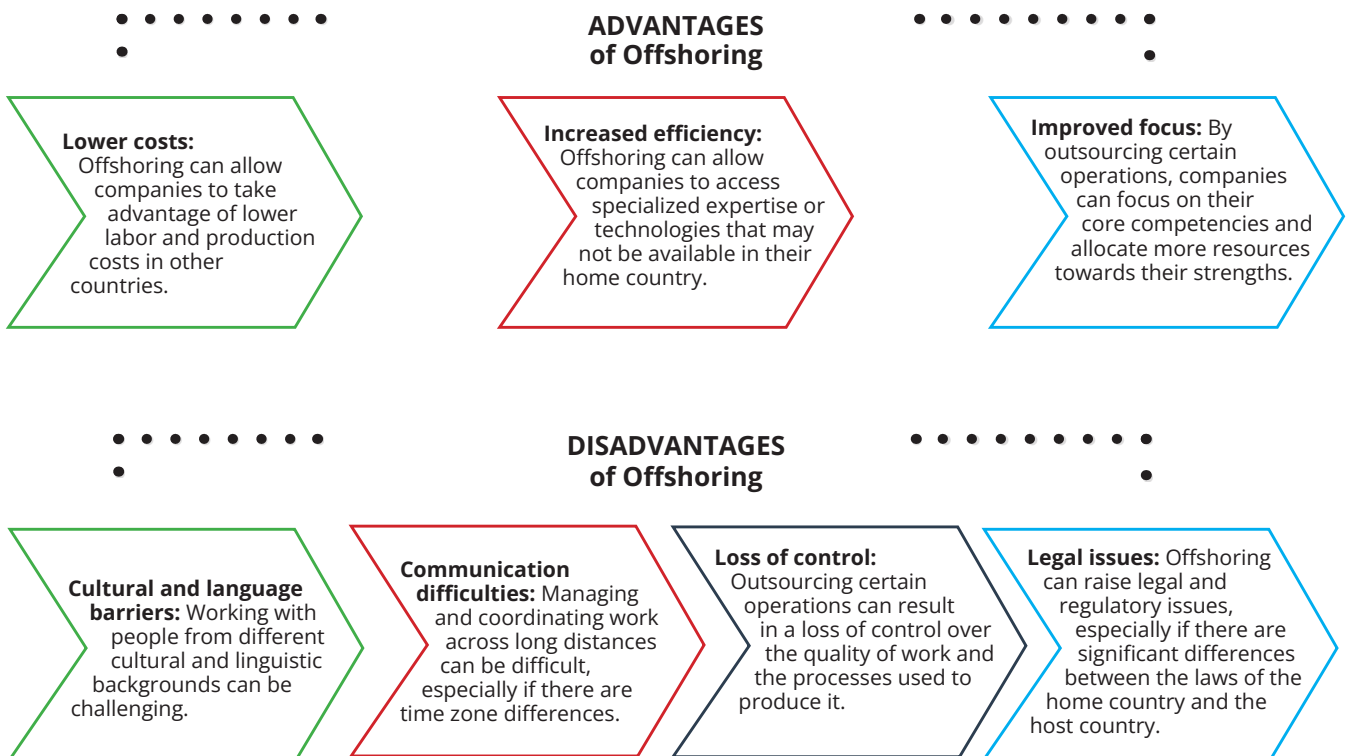 ADVANTAGES
of Offshoring
Lower costs:
Offshoring can allow
companies to take
advantage of lower
labor and production
costs in other
countries.
Increased efficiency:
Offshoring can allow
companies to access
specialized expertise or
technologies that may
not be available in their
home country.
Improved focus: By
outsourcing certain
operations, companies
can focus on their
core competencies and
allocate more resources
towards their strengths.
DISADVANTAGES
of Offshoring
Cultural and language
barriers: Working with
people from different
cultural and linguistic
backgrounds can be
challenging.
Communication
difficulties: Managing
and coordinating work
across long distances
can be difficult,
especially if there are
time zone differences.
Loss of control:
Outsourcing certain
operations can result
in a loss of control over
the quality of work and
the processes used to
produce it.
Legal issues: Offshoring
can raise legal and
regulatory issues,
especially if there are
significant differences
between the laws of the
home country and the
host country.